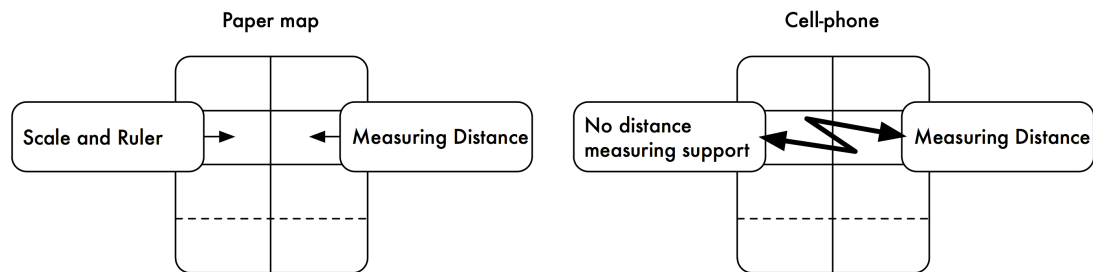 Paper map
Scale and Ruler
Measuring Distance
Cell-phone
No distance
measuring support
Measuring Distance